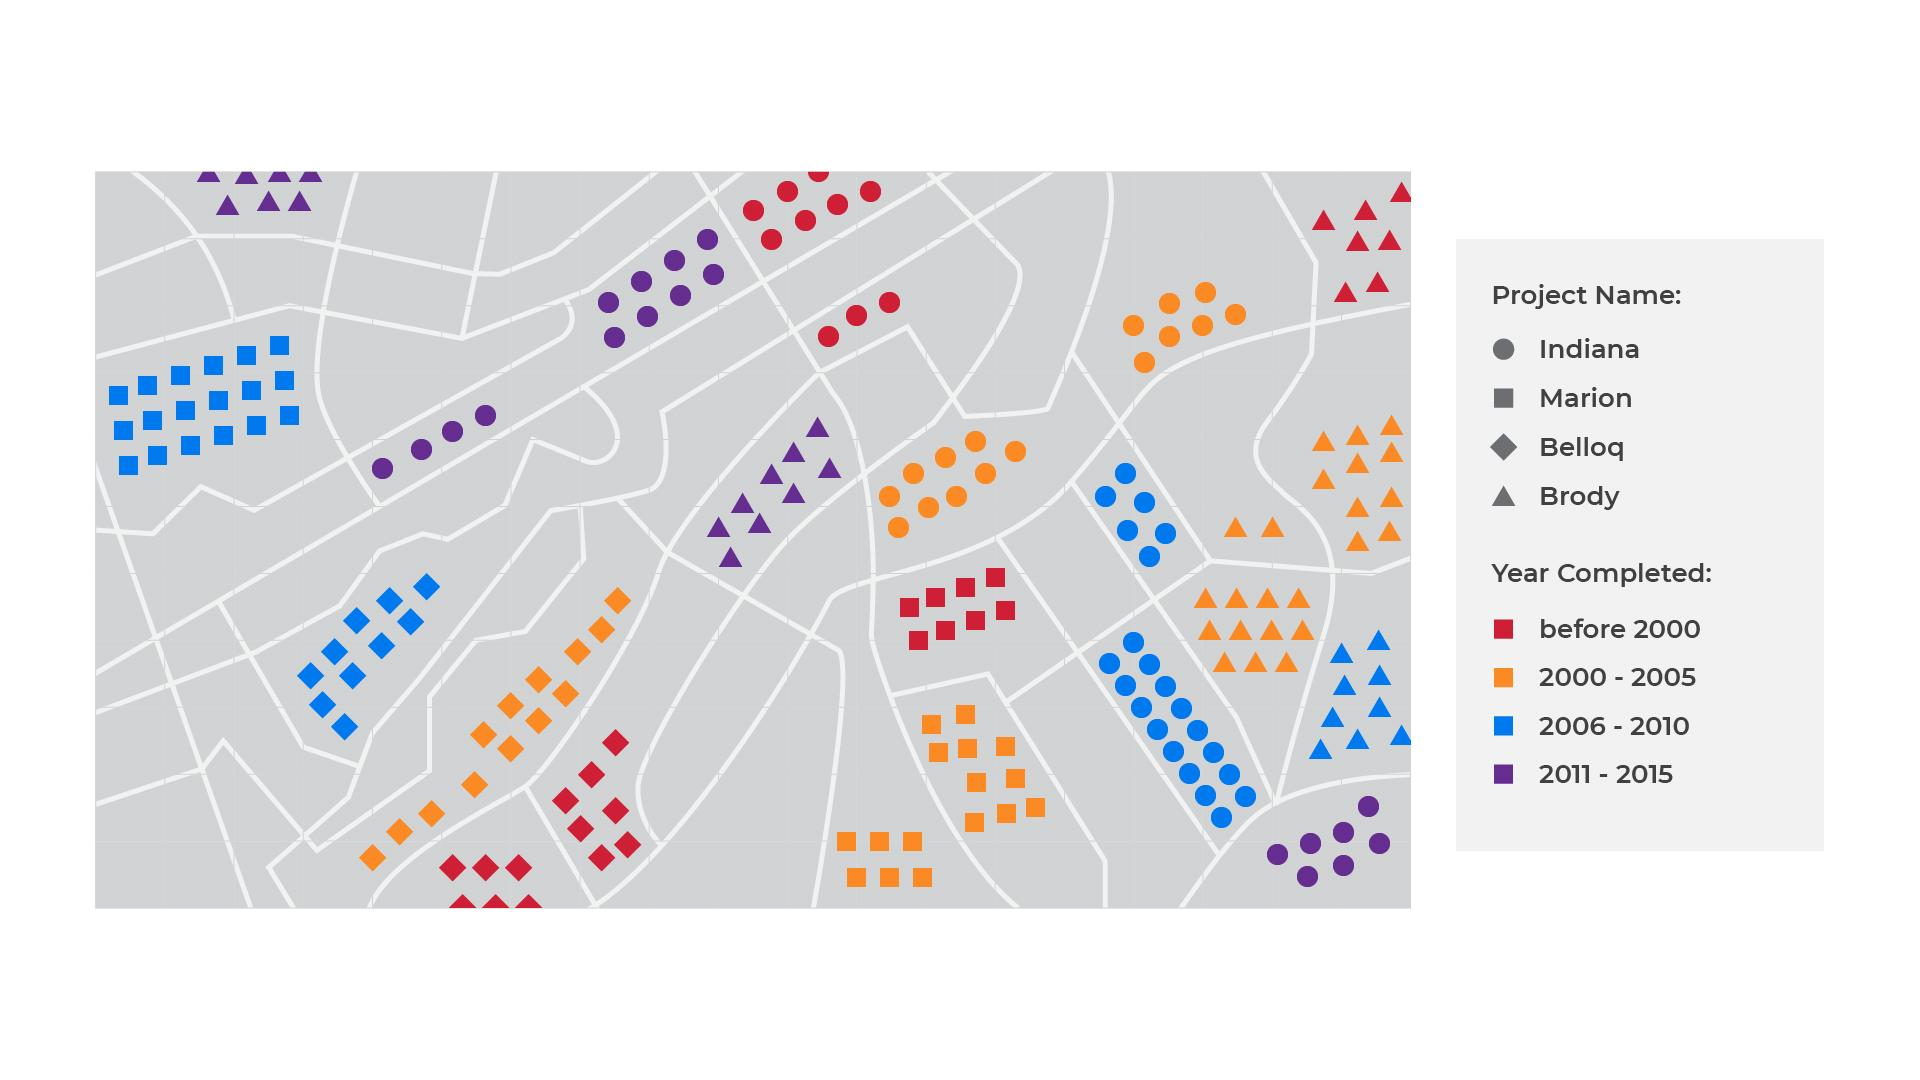 Project Name:
Indiana
Marion
Belloq
Brody
Year Completed:
before 2000
2000 - 2005
2006 - 2010
2011 - 2015